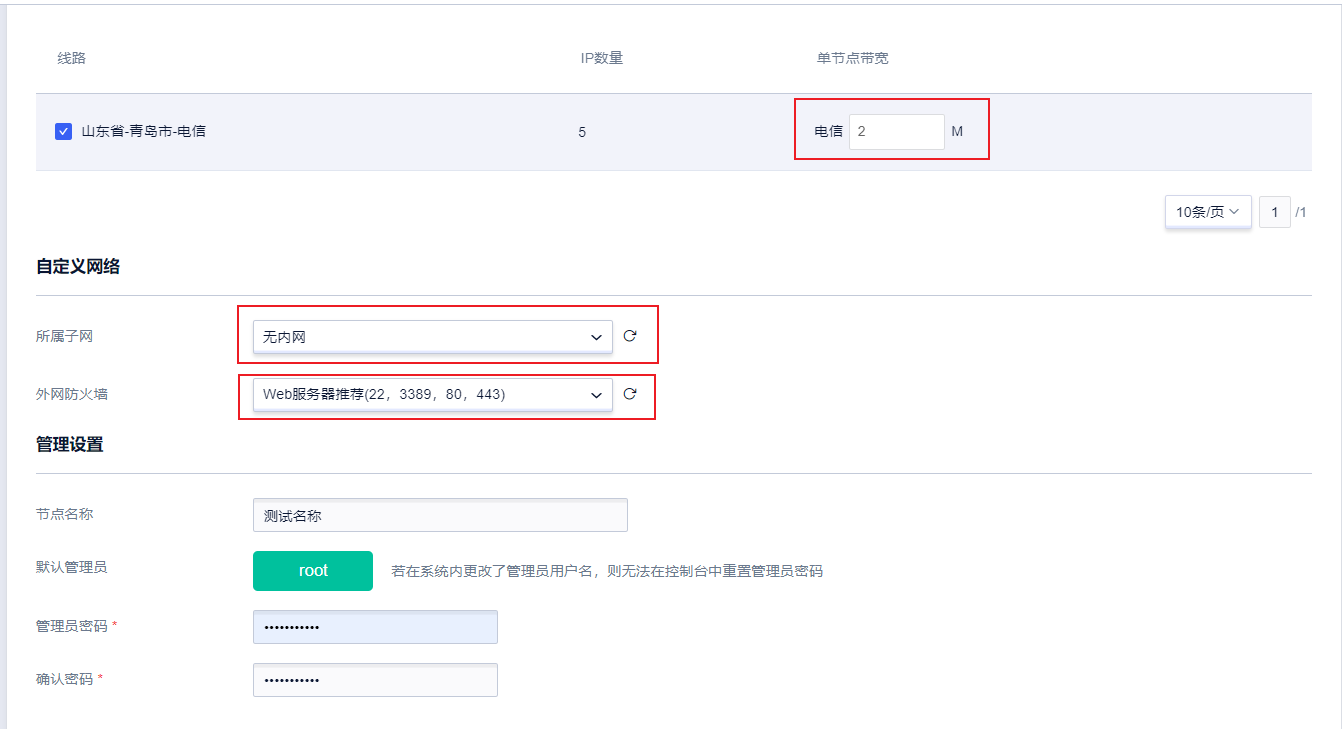 线路 IP数量 单节点带宽
山东省-青岛市-电信 5 电信 2 M
10条/页 1 /1
自定义网络
所属子网 无内网
外网防火墙 Web服务器推荐(22，3389，80，443)
管理设置
节点名称 测试名称
默认管理员 root 若在系统内更改了管理员用户名，则无法在控制台中重置管理员密码
管理员密码 * •••••••••••
确认密码 * •••••••••••